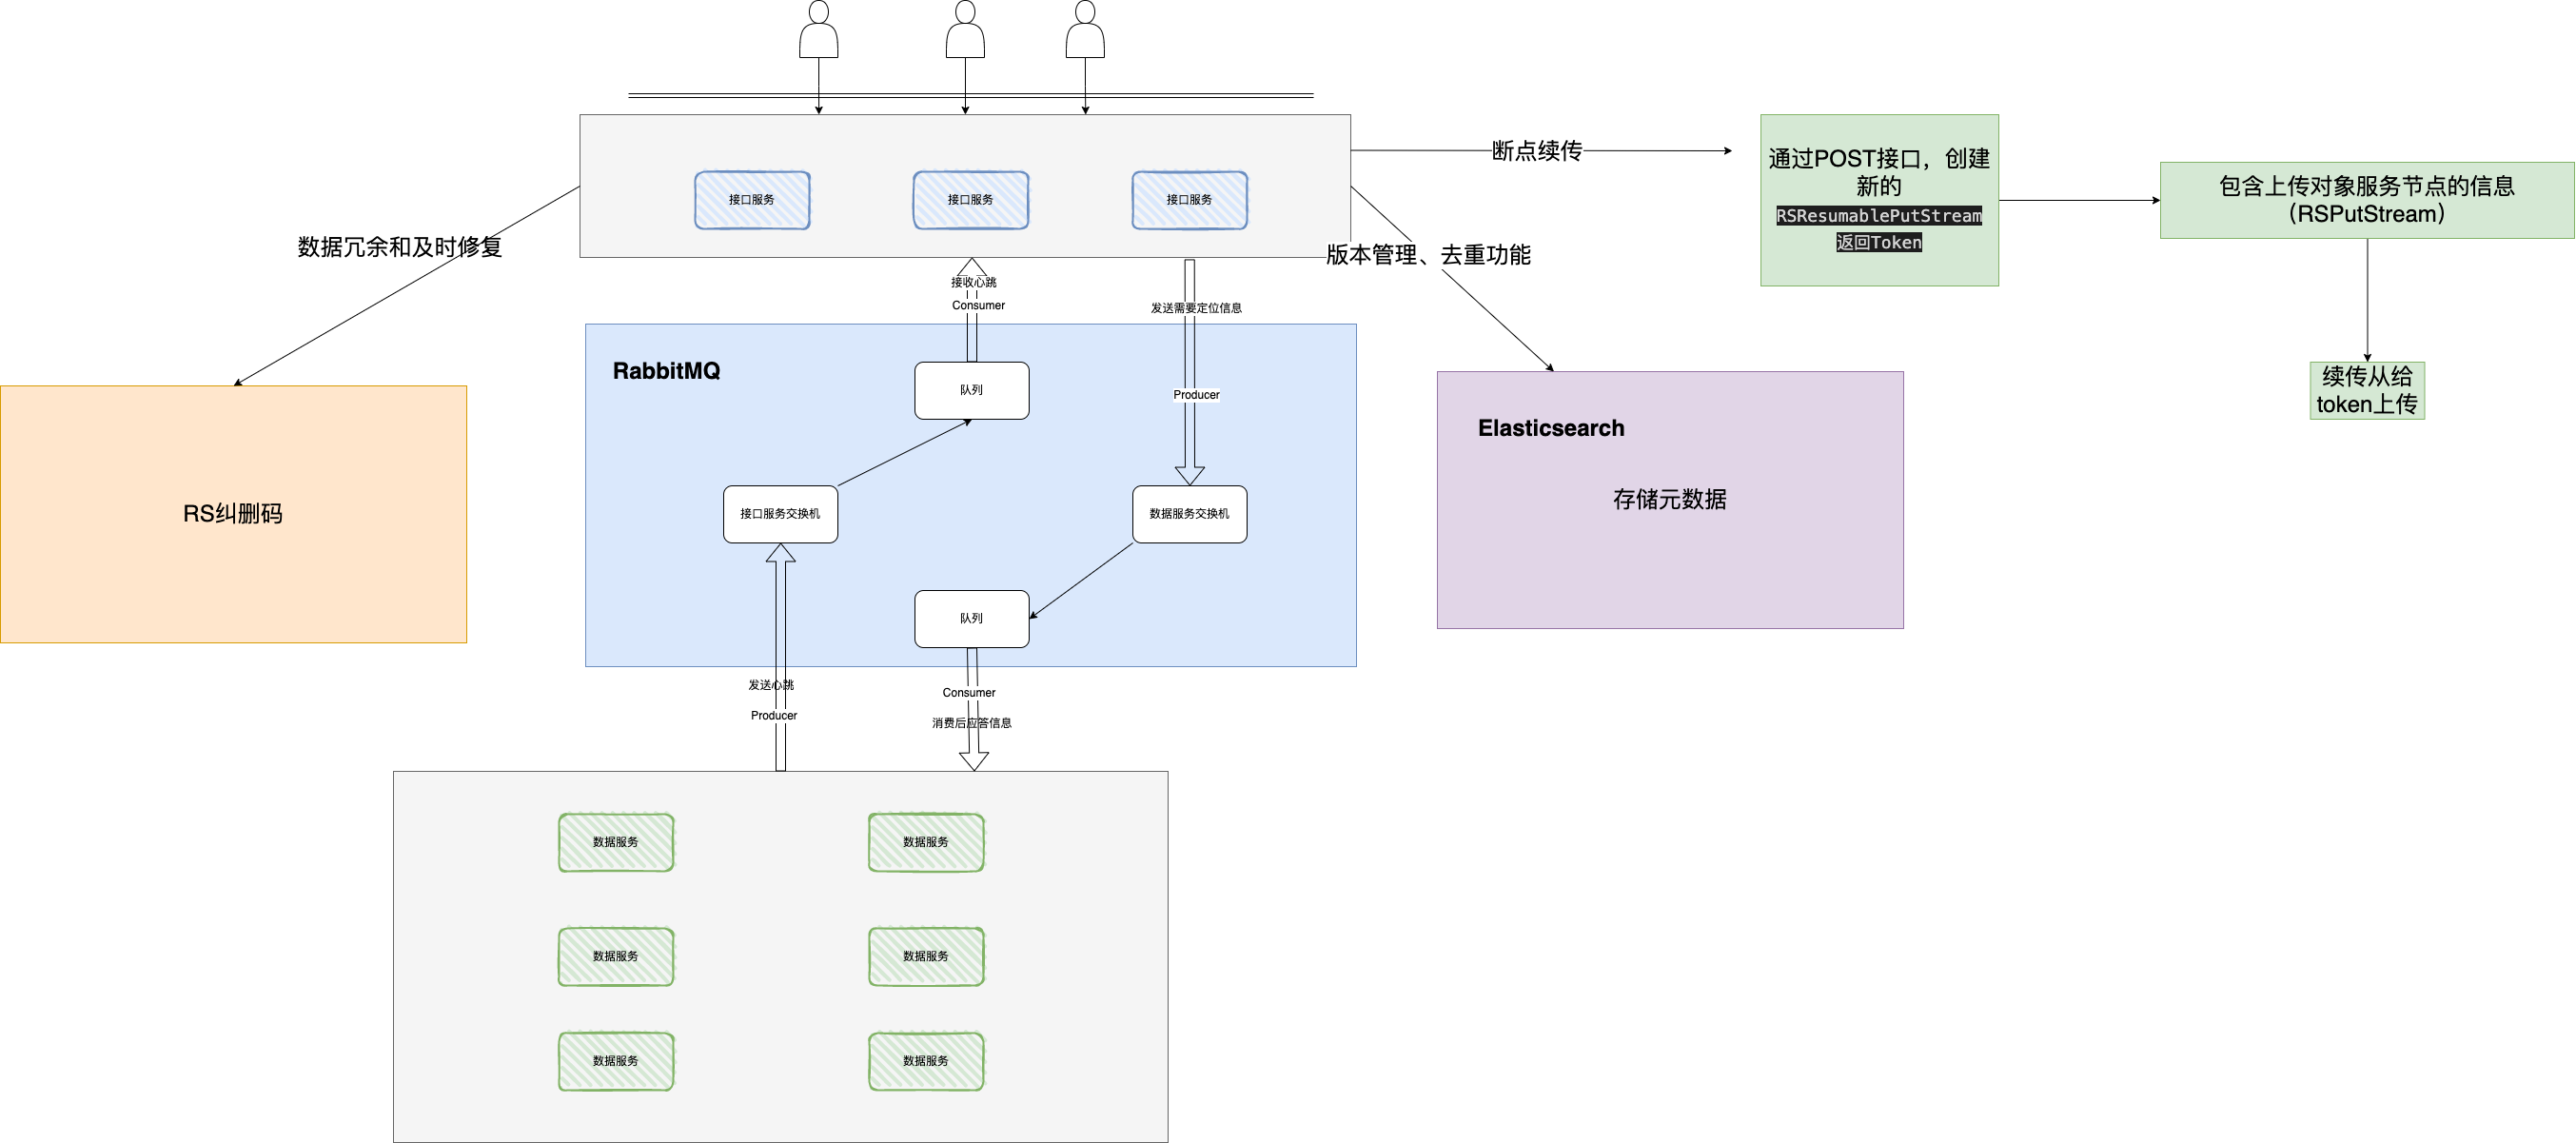 接口服务
接口服务
接口服务
断点续传
通过POST接口，创建
新的
RSResumablePutStream
返回Token
包含上传对象服务节点的信息
（RSPutStream）
续传从给
token上传
数据冗余和及时修复
版本管理、去重功能
接收心跳
Consumer
发送需要定位信息
Producer
RabbitMQ
队列
接口服务交换机
数据服务交换机
队列
RS纠删码
Elasticsearch
存储元数据
发送心跳
Producer
Consumer
消费后应答信息
数据服务
数据服务
数据服务
数据服务
数据服务
数据服务